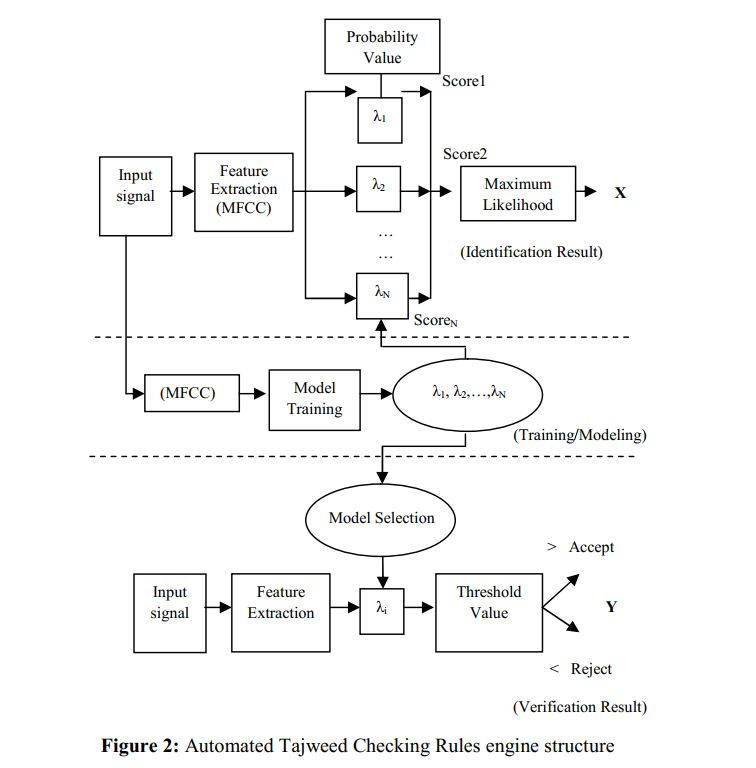 Probability
Value
Score1
λ1
Score2
Input
signal
Feature
Extraction
(MFCC)
λ2
Maximum
Likelihood
X
…
…
(Identification Result)
λN
ScoreN
(MFCC)
Model
Training
λ1, λ2,…,λN
(Training/Modeling)
Model Selection
> Accept
Input
signal
Feature
Extraction
λi
Threshold
Value
Y
< Reject
(Verification Result)
Figure 2: Automated Tajweed Checking Rules engine structure